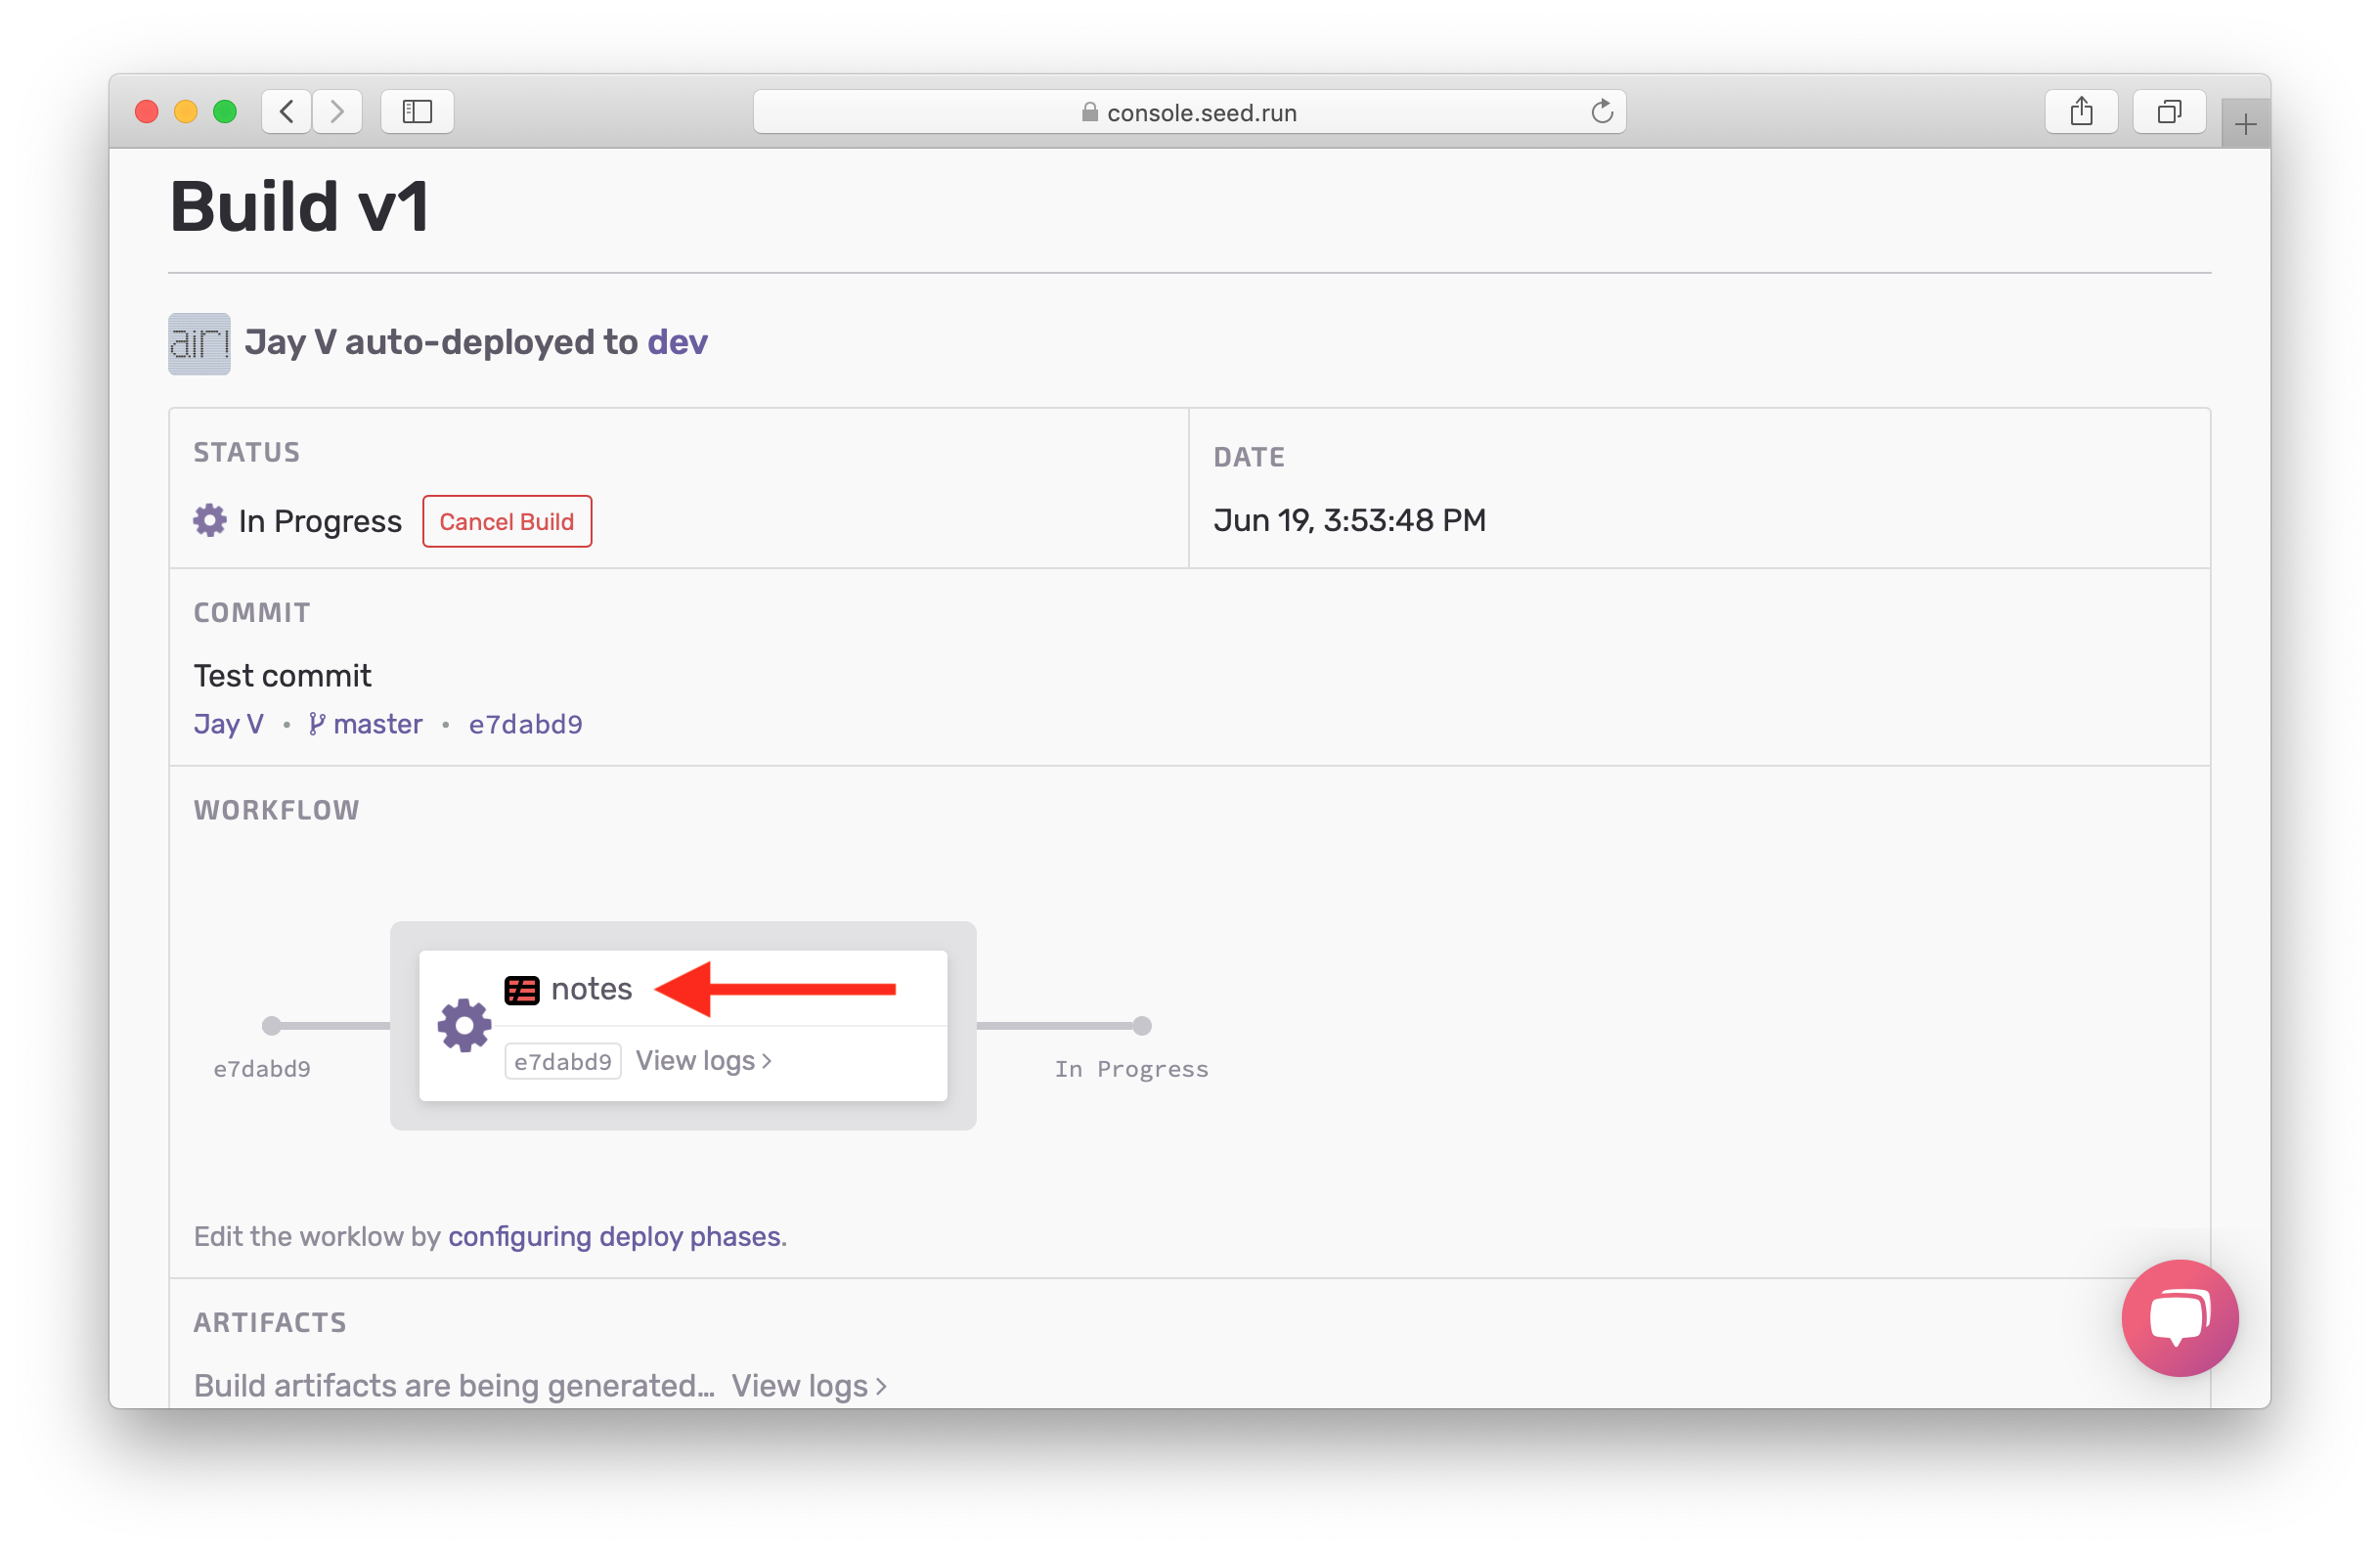 console.seed.run
Build v1
air! Jay V auto-deployed to dev
STATUS
In Progress Cancel Build
DATE
Jun 19, 3:53:48 PM
COMMIT
Test commit
Jay V • master • e7dabd9
WORKFLOW
notes
e7dabd9 View logs >
e7dabd9
In Progress
Edit the worklow by configuring deploy phases.
ARTIFACTS
Build artifacts are being generated... View logs >